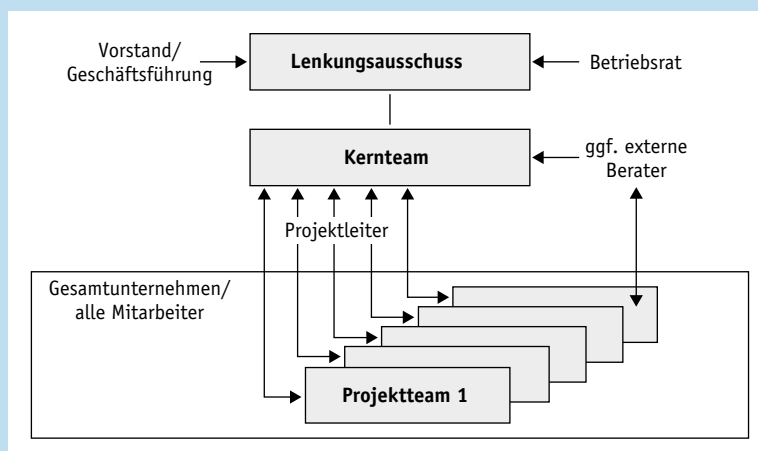 Vorstand/
Geschäftsführung
Lenkungsausschuss
Betriebsrat
Kernteam
ggf. externe
Berater
Projektleiter
Gesamtunternehmen/
alle Mitarbeiter
Projektteam 1